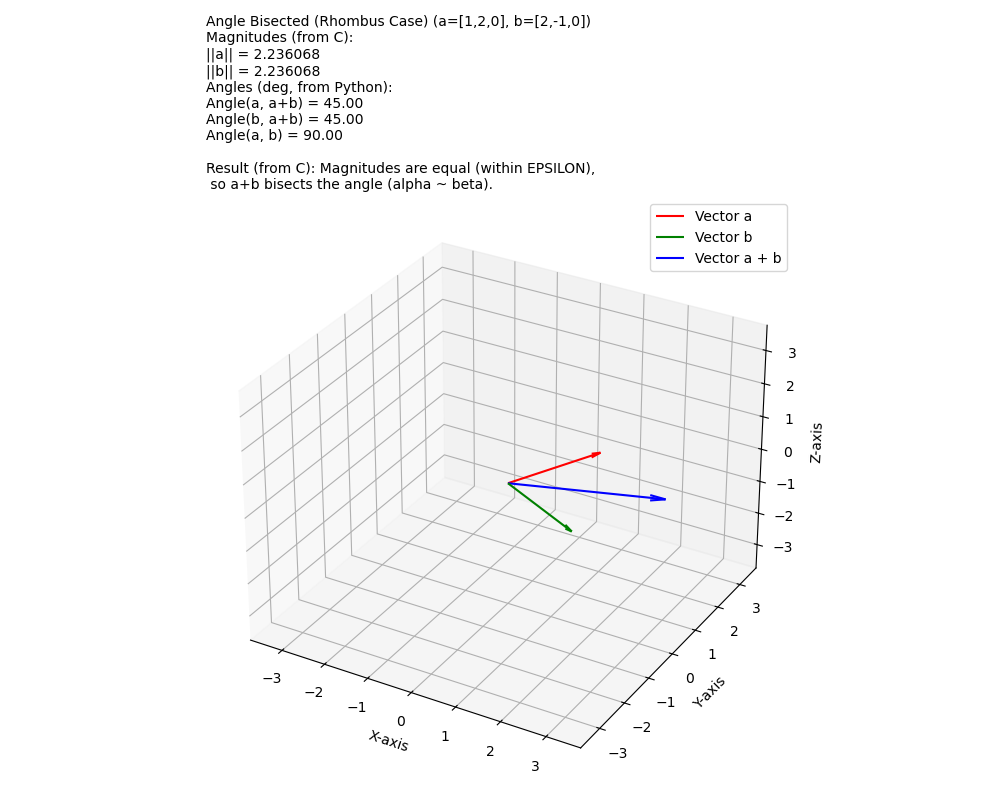 Angle Bisected (Rhombus Case) (a=[1,2,0], b=[2,-1,0])
Magnitudes (from C):
||a|| = 2.236068
||b|| = 2.236068
Angles (deg, from Python):
Angle(a, a+b) = 45.00
Angle(b, a+b) = 45.00
Angle(a, b) = 90.00
Result (from C): Magnitudes are equal (within EPSILON),
so a+b bisects the angle (alpha ~ beta).
Vector a
Vector b
Vector a + b
3
2
1
0
−1
−2
−3
Z-axis
3
2
1
0
−1
−2
−3
Y-axis
−3
−2
−1
0
1
2
3
X-axis